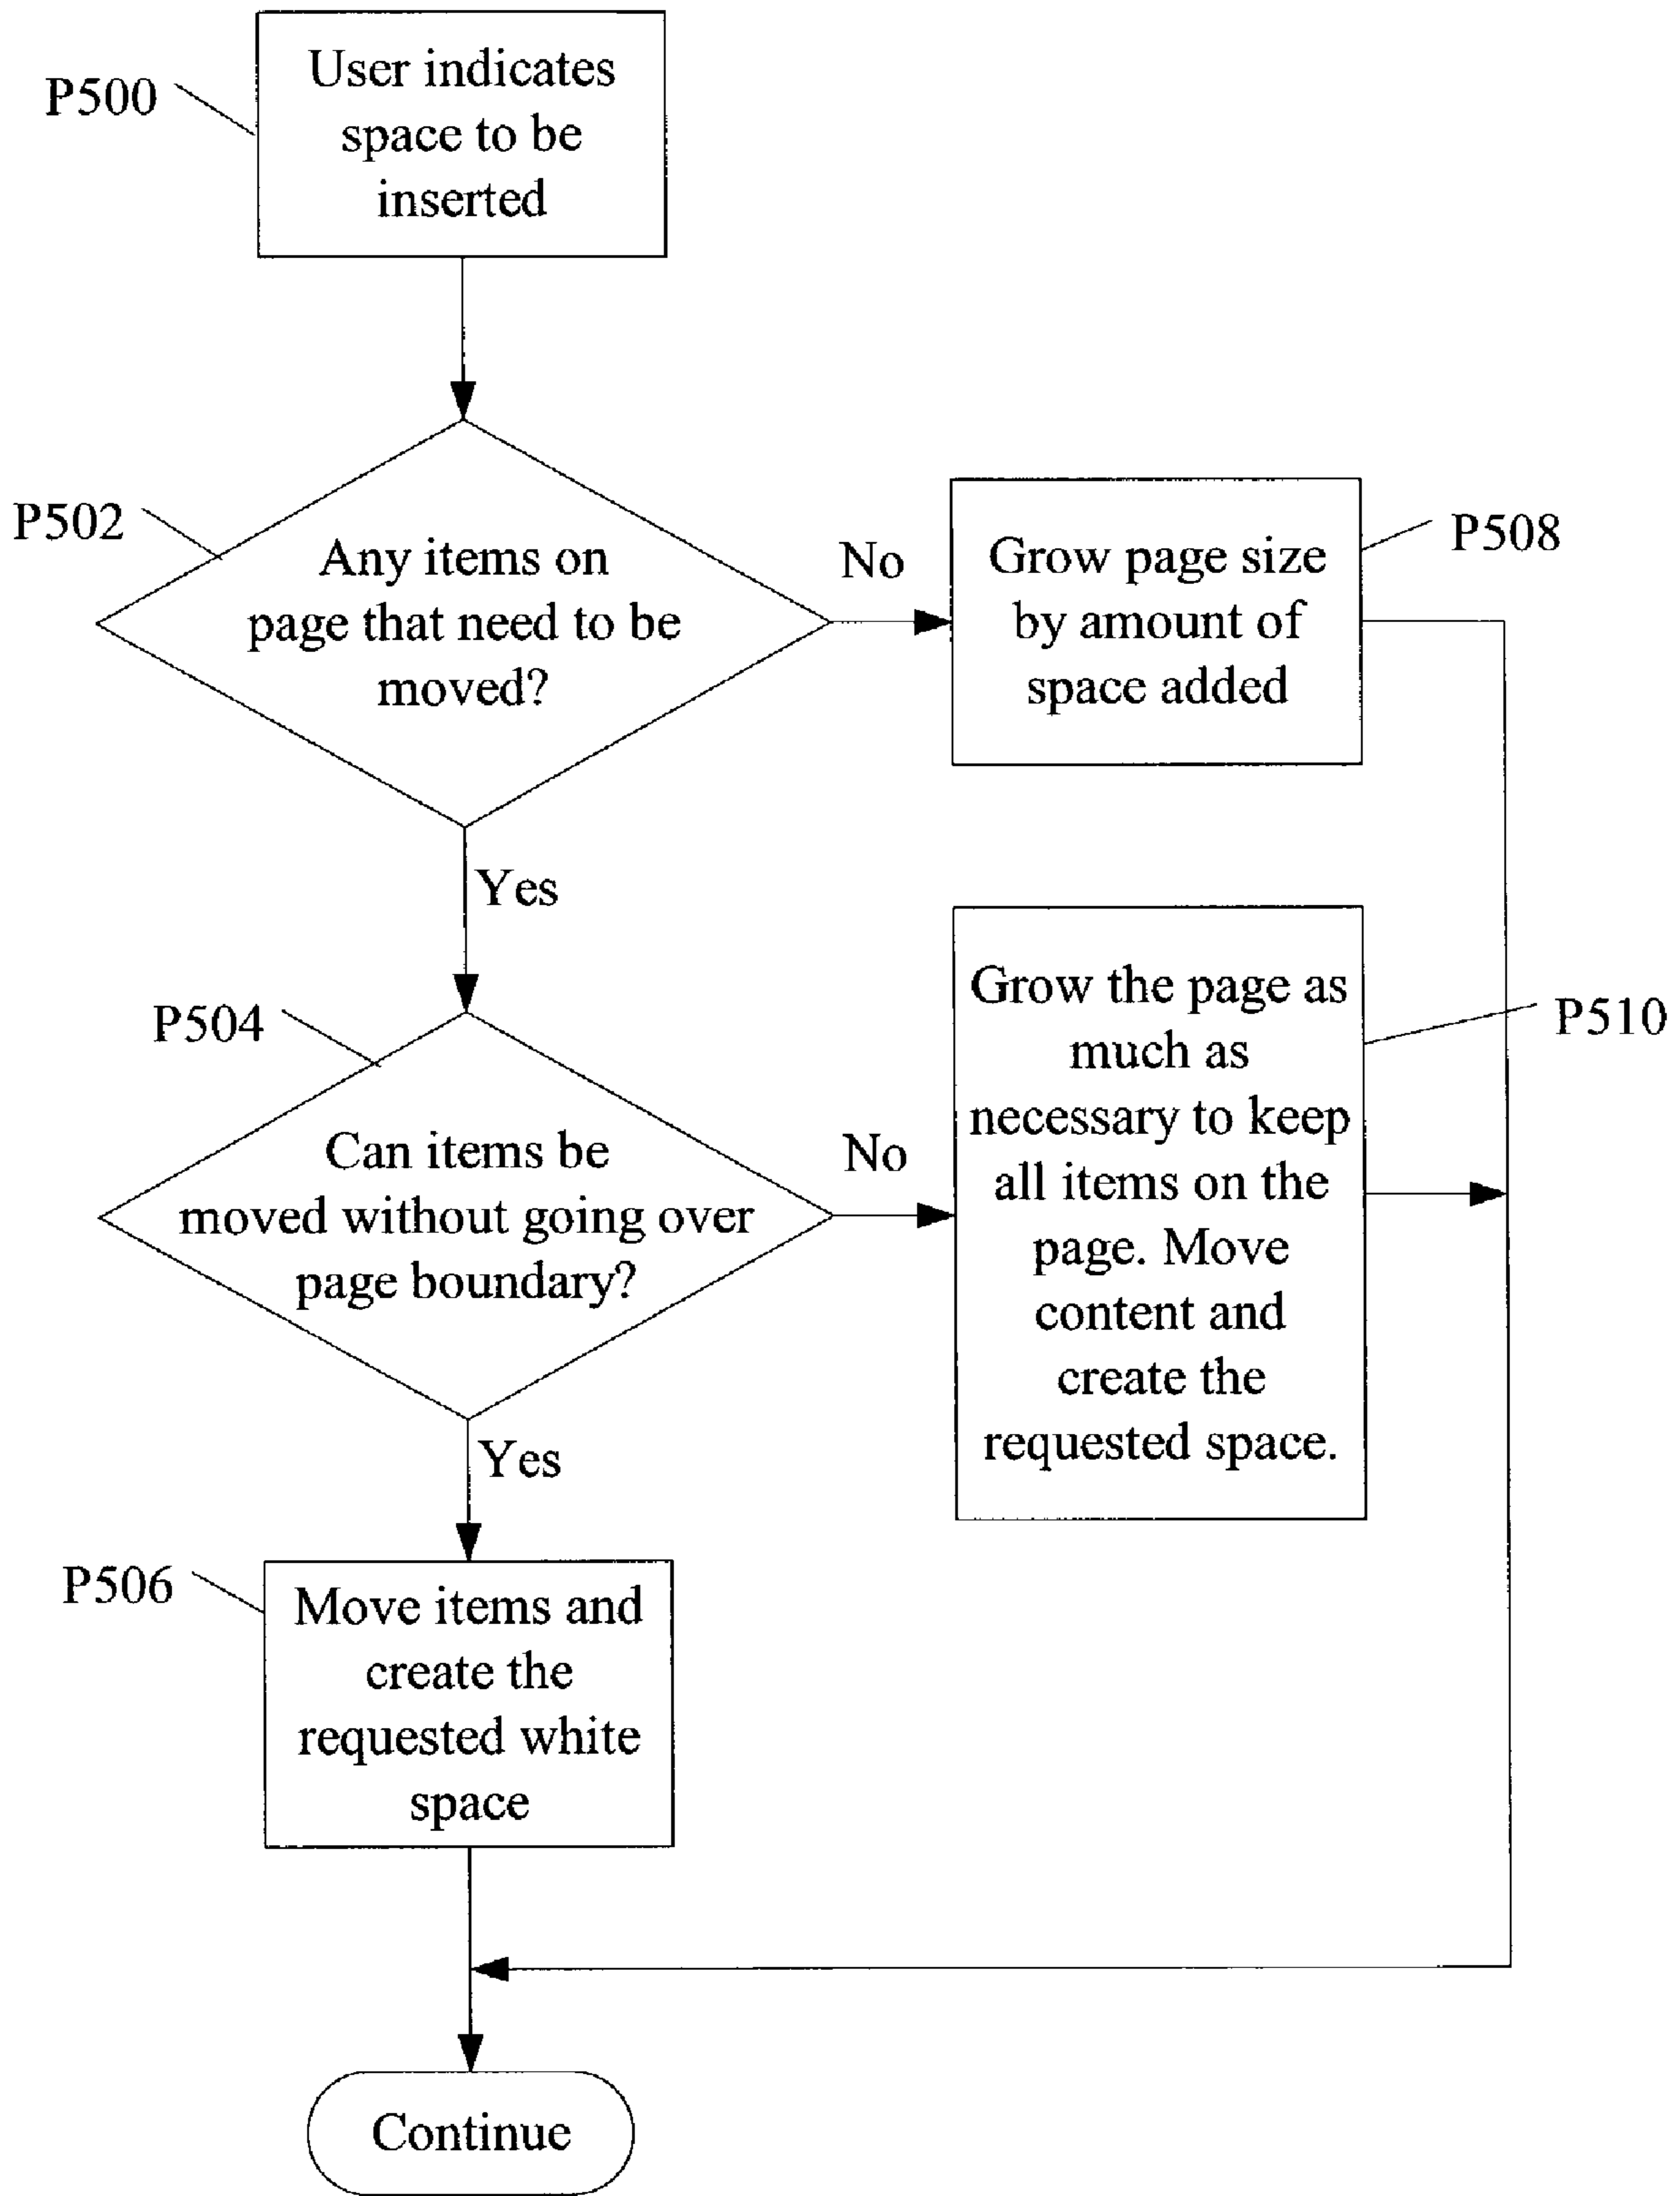 P500
User indicates
space to be
inserted
P502
Any items on
page that need to be
moved?
No
Grow page size
by amount of
space added
P508
Yes
P504
Can items be
moved without going over
page boundary?
No
Grow the page as
much as
necessary to keep
all items on the
page. Move
content and
create the
requested space.
P510
Yes
P506
Move items and
create the
requested white
space
Continue